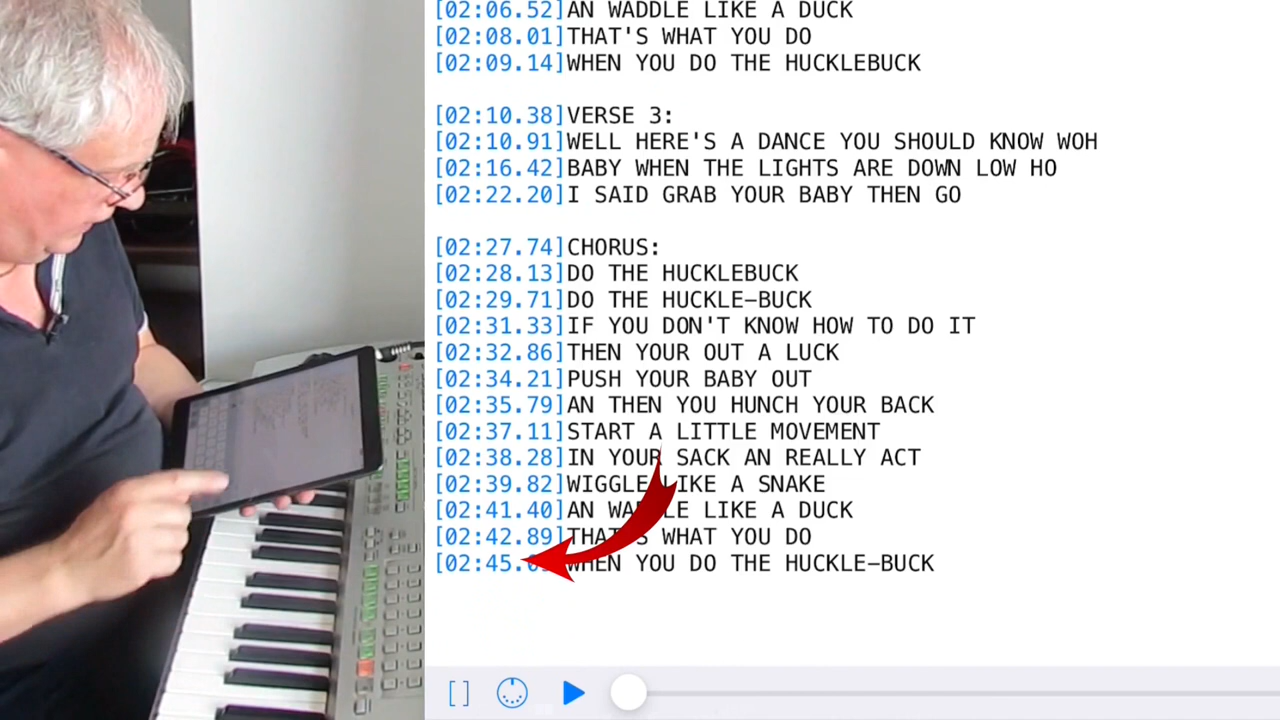 [02:06.52]AN WADDLE LIKE A DUCK
[02:08.01]THAT'S WHAT YOU DO
[02:09.14]WHEN YOU DO THE HUCKLEBUCK
[02:10.38]VERSE 3:
[02:10.91]WELL HERE'S A DANCE YOU SHOULD KNOW WOH
[02:16.42]BABY WHEN THE LIGHTS ARE DOWN LOW HO
[02:22.20]I SAID GRAB YOUR BABY THEN GO
[02:27.74]CHORUS:
[02:28.13]DO THE HUCKLEBUCK
[02:29.71]DO THE HUCKLE-BUCK
[02:31.33]IF YOU DON'T KNOW HOW TO DO IT
[02:32.86]THEN YOUR OUT A LUCK
[02:34.21]PUSH YOUR BABY OUT
[02:35.79]AN THEN YOU HUNCH YOUR BACK
[02:37.11]START A LITTLE MOVEMENT
[02:38.28]IN YOUR SACK AN REALLY ACT
[02:39.82]WIGGLE LIKE A SNAKE
[02:41.40]AN WADDLE LIKE A DUCK
[02:42.89]THAT'S WHAT YOU DO
WHEN YOU DO THE HUCKLE-BUCK
[]